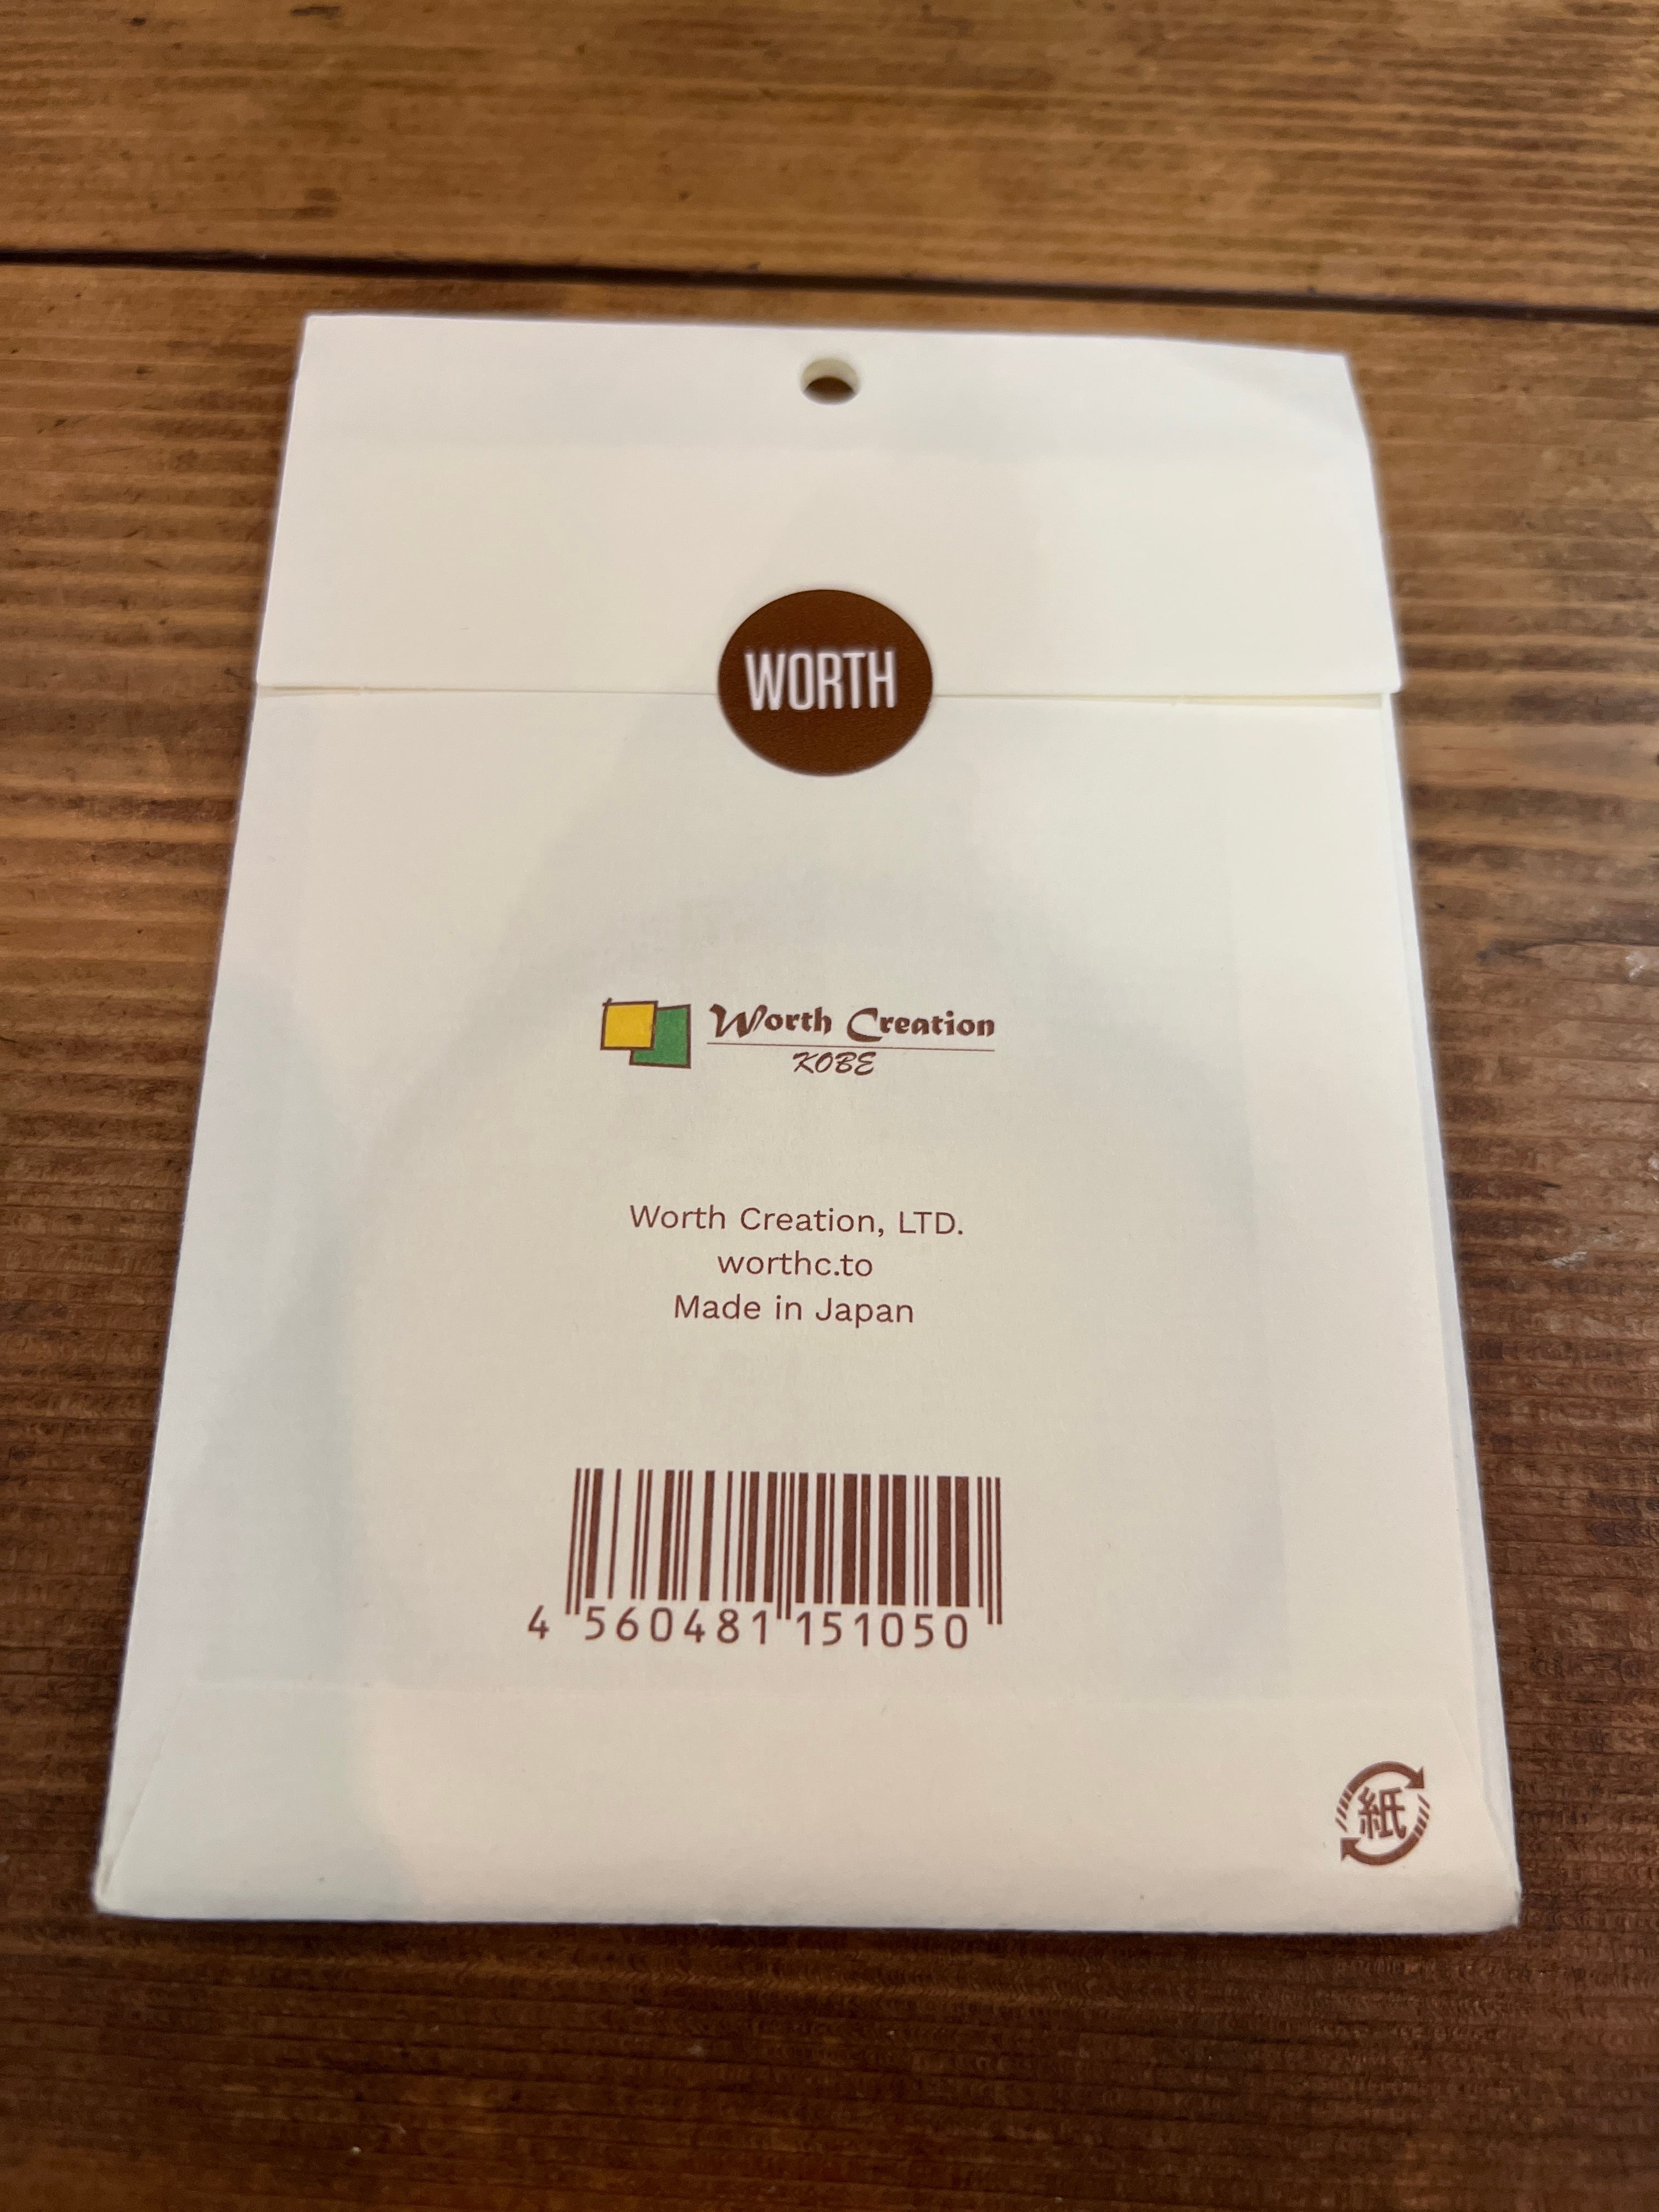 WORTH
Worth Creation
KOBE
Worth Creation, LTD.
worthc.to
Made in Japan
4 560481 151050
紙